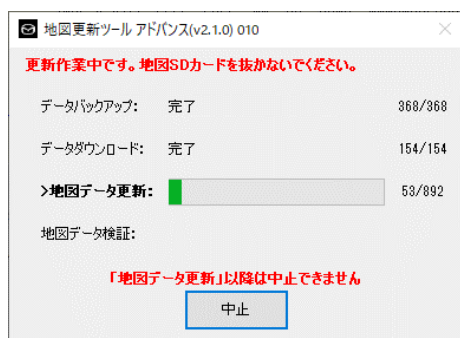 地図更新ツール アドバンス(v2.1.0) 010
更新作業中です。地図SDカードを抜かないでください。
データバックアップ: 完了 368/368
データダウンロード: 完了 154/154
>地図データ更新: 53/892
地図データ検証:
「地図データ更新」以降は中止できません
中止